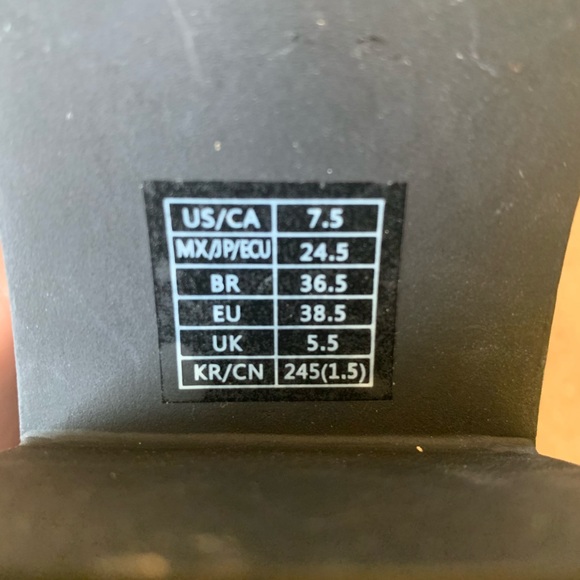 US/CA 7.5
MX/JP/ECU 24.5
BR 36.5
EU 38.5
UK 5.5
KR/CN 245(1.5)